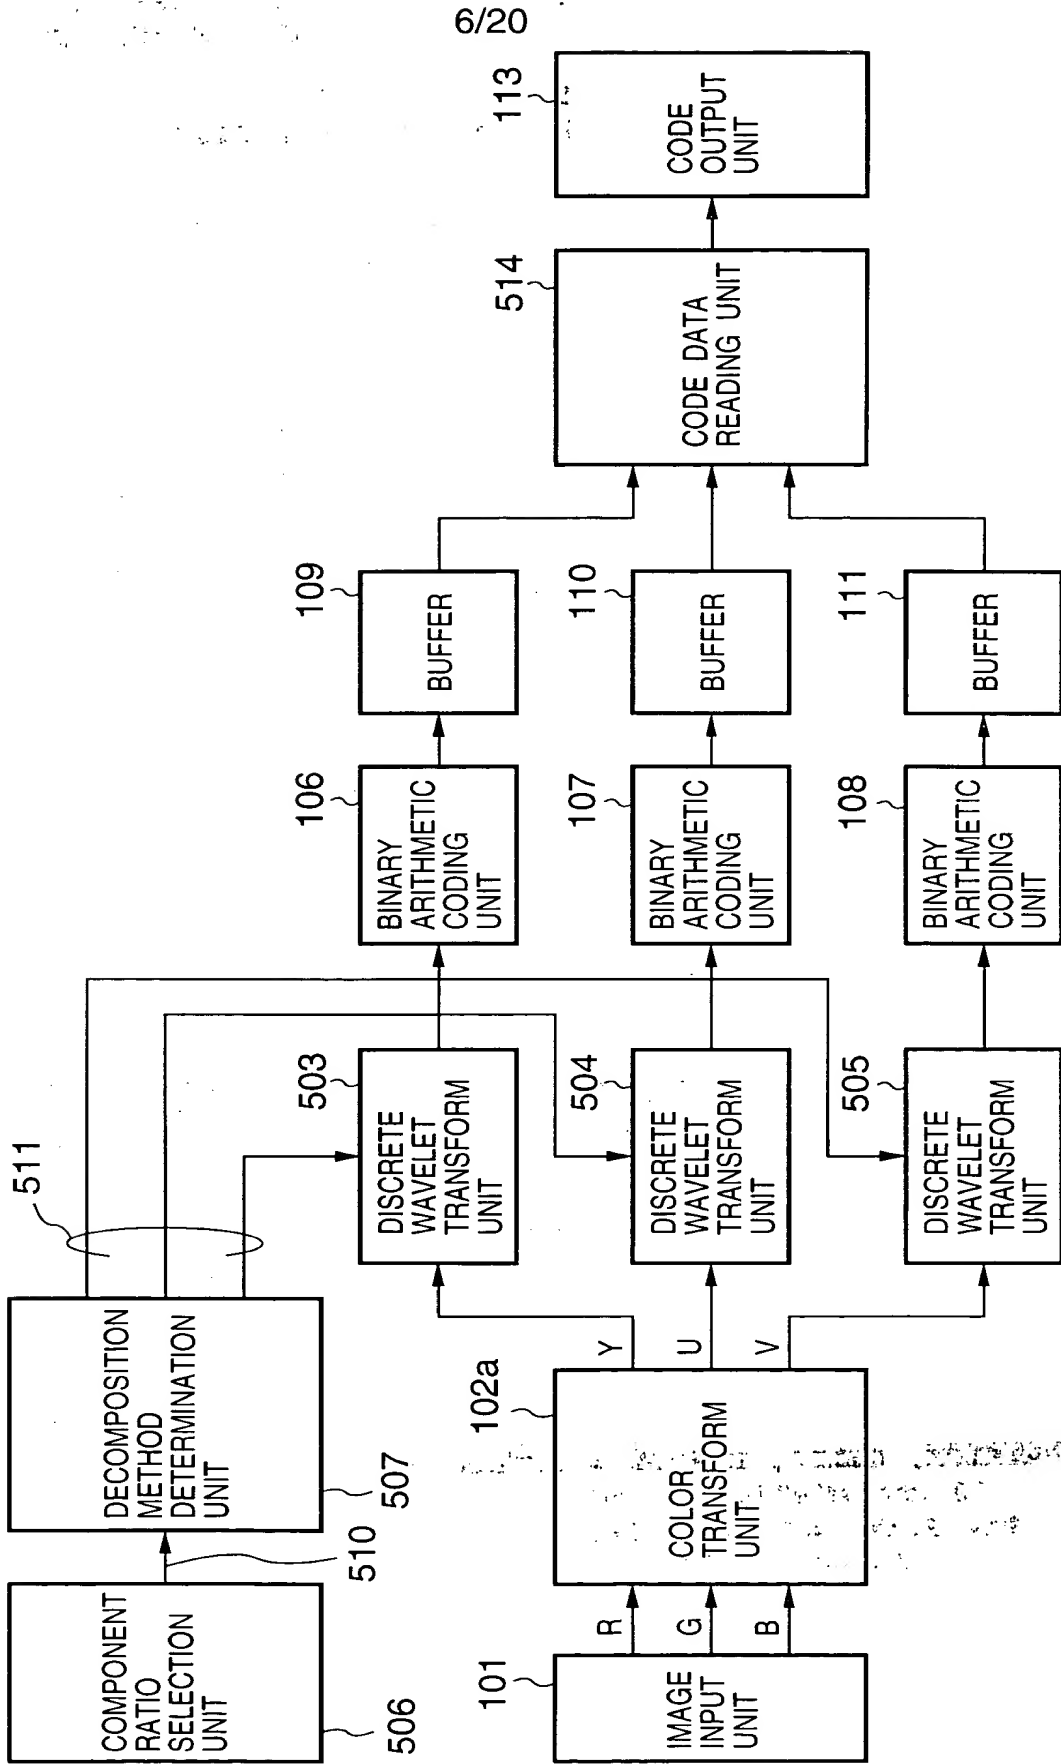 6/20
COMPONENT
RATIO
SELECTION
UNIT
506
510
DECOMPOSITION
METHOD
DETERMINATION
UNIT
507
511
101
IMAGE
INPUT
UNIT
R
G
B
102a
COLOR
TRANSFORM
UNIT
Y
U
V
503
DISCRETE
WAVELET
TRANSFORM
UNIT
504
DISCRETE
WAVELET
TRANSFORM
UNIT
505
DISCRETE
WAVELET
TRANSFORM
UNIT
106
BINARY
ARITHMETIC
CODING
UNIT
107
BINARY
ARITHMETIC
CODING
UNIT
108
BINARY
ARITHMETIC
CODING
UNIT
109
BUFFER
110
BUFFER
111
BUFFER
514
CODE DATA
READING UNIT
113
CODE
OUTPUT
UNIT